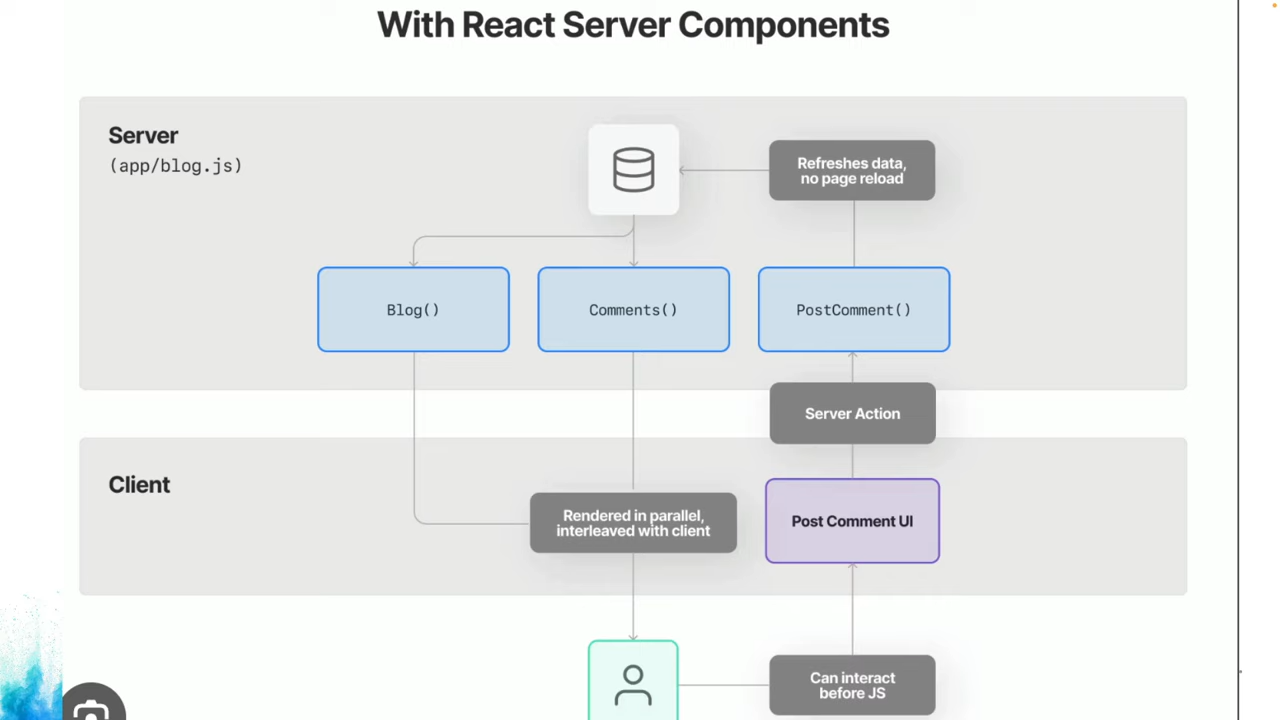 With React Server Components
Server
(app/blog.js)
Refreshes data,
no page reload
Blog()
Comments()
PostComment()
Server Action
Client
Rendered in parallel,
interleaved with client
Post Comment UI
Can interact
before JS